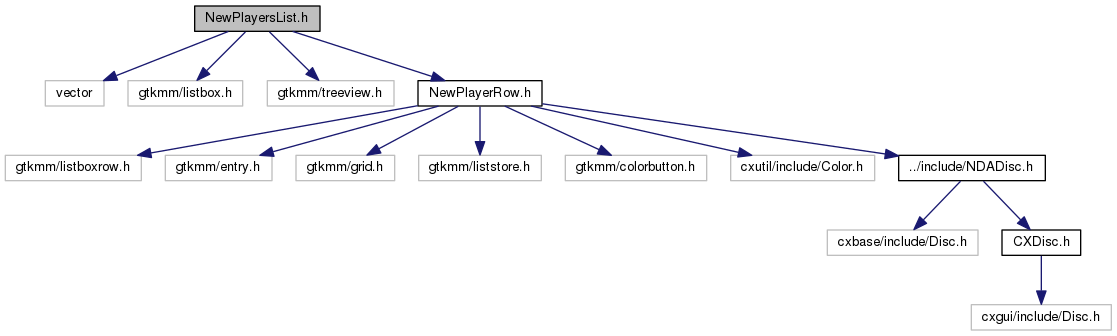 NewPlayersList.h
vector
gtkmm/listbox.h
gtkmm/treeview.h
NewPlayerRow.h
gtkmm/listboxrow.h
gtkmm/entry.h
gtkmm/grid.h
gtkmm/liststore.h
gtkmm/colorbutton.h
cxutil/include/Color.h
../include/NDADisc.h
cxbase/include/Disc.h
CXDisc.h
cxgui/include/Disc.h